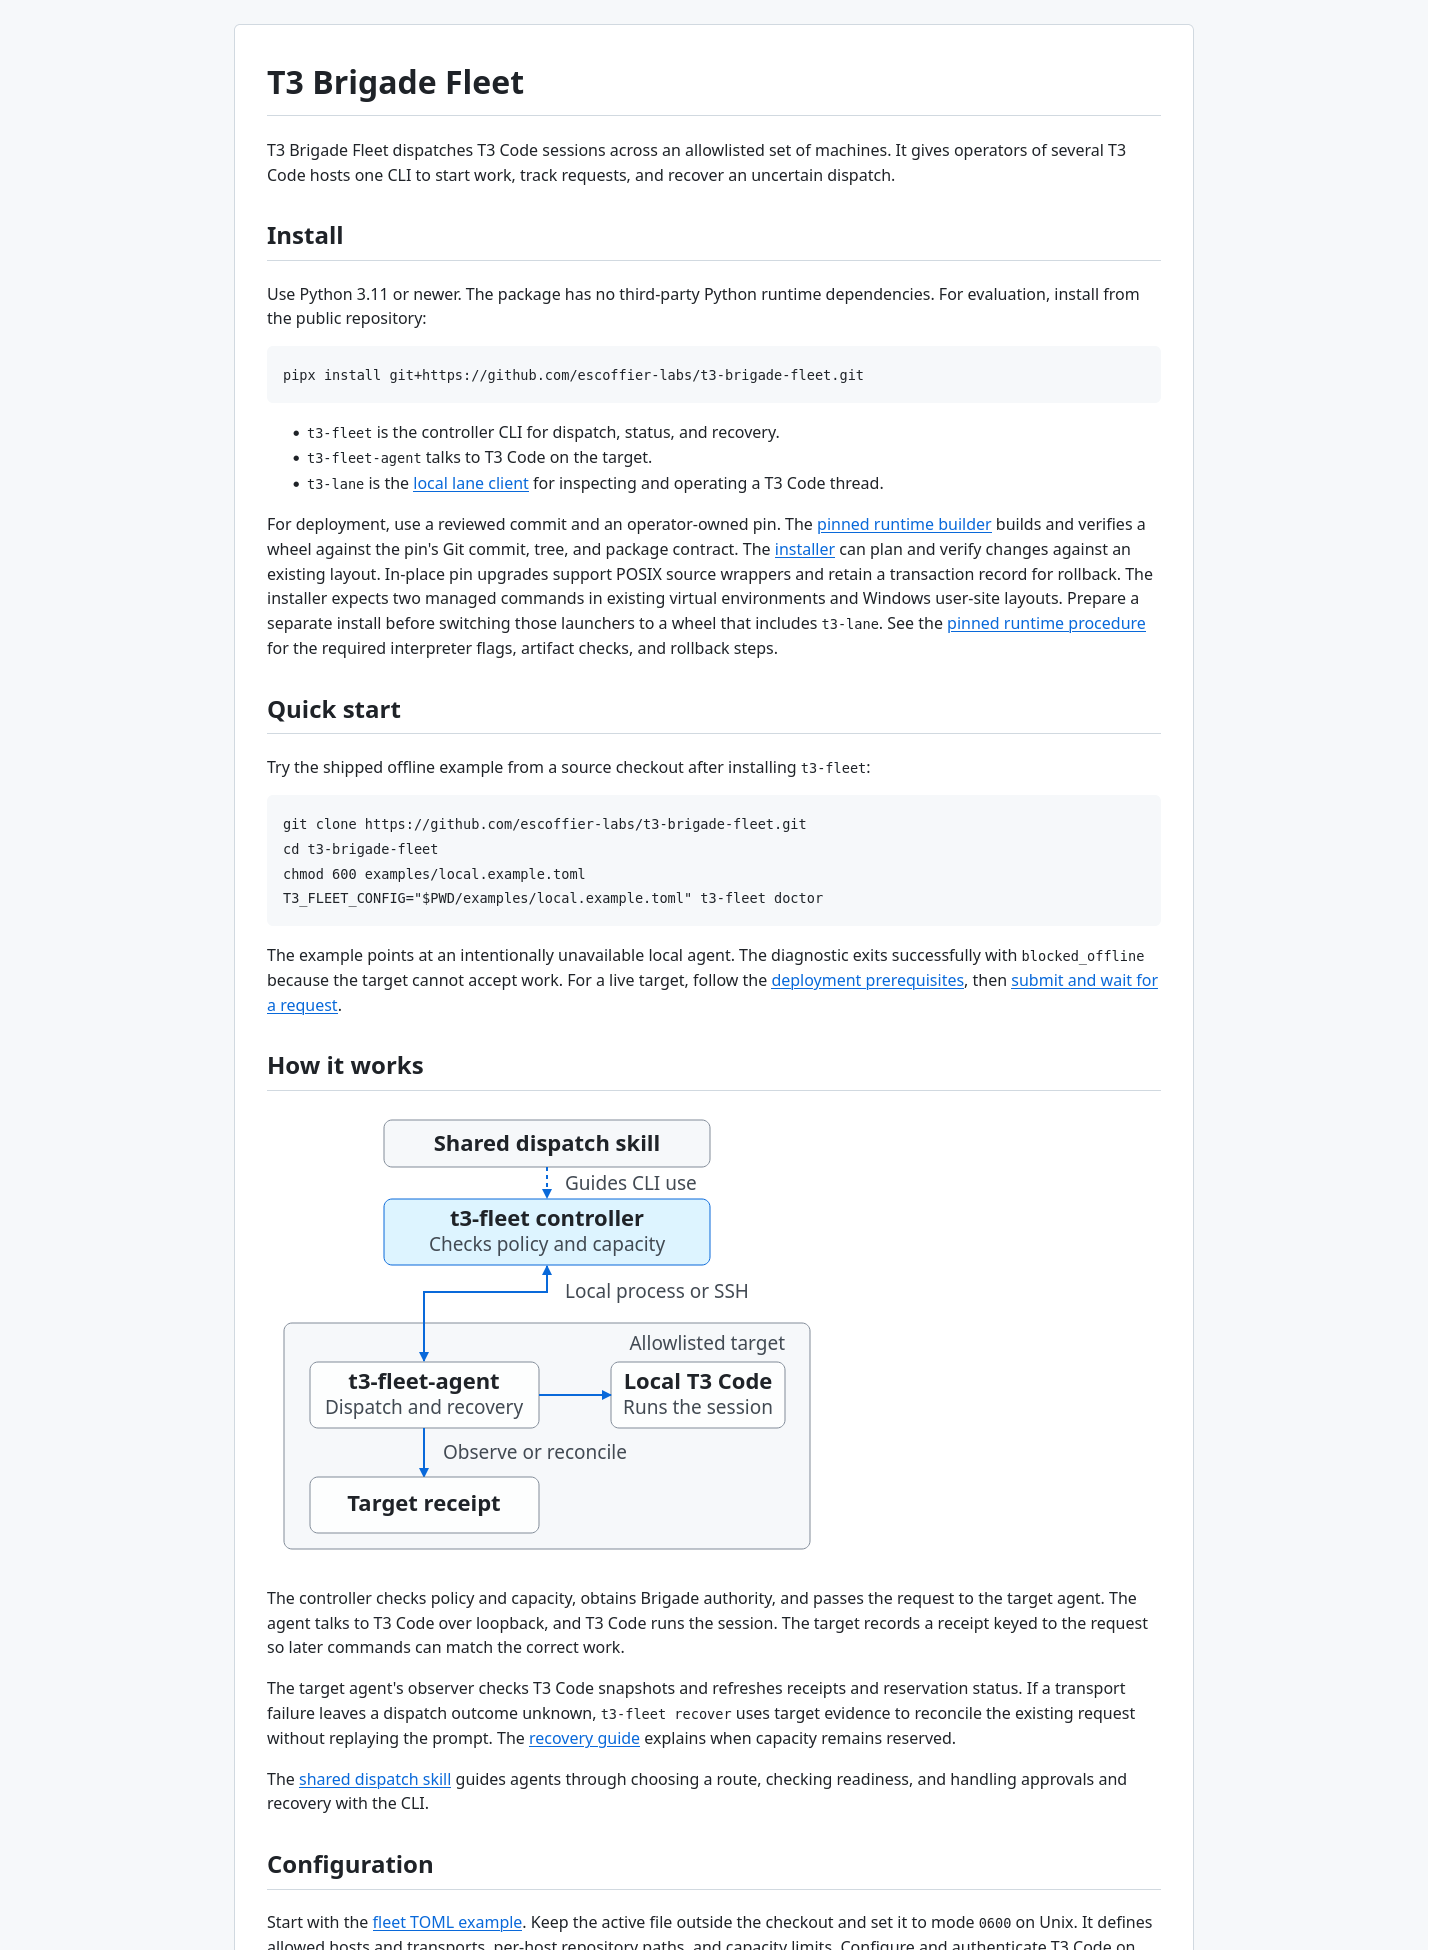 T3 Brigade Fleet
T3 Brigade Fleet dispatches T3 Code sessions across an allowlisted set of machines. It gives operators of several T3
Code hosts one CLI to start work, track requests, and recover an uncertain dispatch.
Install
Use Python 3.11 or newer. The package has no third-party Python runtime dependencies. For evaluation, install from
the public repository:
pipx install git+https://github.com/escoffier-labs/t3-brigade-fleet.git
• t3-fleet is the controller CLI for dispatch, status, and recovery.
• t3-fleet-agent talks to T3 Code on the target.
• t3-lane is the local lane client for inspecting and operating a T3 Code thread.
For deployment, use a reviewed commit and an operator-owned pin. The pinned runtime builder builds and verifies a
wheel against the pin's Git commit, tree, and package contract. The installer can plan and verify changes against an
existing layout. In-place pin upgrades support POSIX source wrappers and retain a transaction record for rollback. The
installer expects two managed commands in existing virtual environments and Windows user-site layouts. Prepare a
separate install before switching those launchers to a wheel that includes t3-lane. See the pinned runtime procedure
for the required interpreter flags, artifact checks, and rollback steps.
Quick start
Try the shipped offline example from a source checkout after installing t3-fleet:
git clone https://github.com/escoffier-labs/t3-brigade-fleet.git
cd t3-brigade-fleet
chmod 600 examples/local.example.toml
T3_FLEET_CONFIG="$PWD/examples/local.example.toml" t3-fleet doctor
The example points at an intentionally unavailable local agent. The diagnostic exits successfully with blocked_offline
because the target cannot accept work. For a live target, follow the deployment prerequisites, then submit and wait for
a request.
How it works
Shared dispatch skill
Guides CLI use
t3-fleet controller
Checks policy and capacity
Local process or SSH
Allowlisted target
t3-fleet-agent
Dispatch and recovery
Local T3 Code
Runs the session
Observe or reconcile
Target receipt
The controller checks policy and capacity, obtains Brigade authority, and passes the request to the target agent. The
agent talks to T3 Code over loopback, and T3 Code runs the session. The target records a receipt keyed to the request
so later commands can match the correct work.
The target agent's observer checks T3 Code snapshots and refreshes receipts and reservation status. If a transport
failure leaves a dispatch outcome unknown, t3-fleet recover uses target evidence to reconcile the existing request
without replaying the prompt. The recovery guide explains when capacity remains reserved.
The shared dispatch skill guides agents through choosing a route, checking readiness, and handling approvals and
recovery with the CLI.
Configuration
Start with the fleet TOML example. Keep the active file outside the checkout and set it to mode 0600 on Unix. It defines
allowed hosts and transports, per-host repository paths, and capacity limits. Configure and authenticate T3 Code on